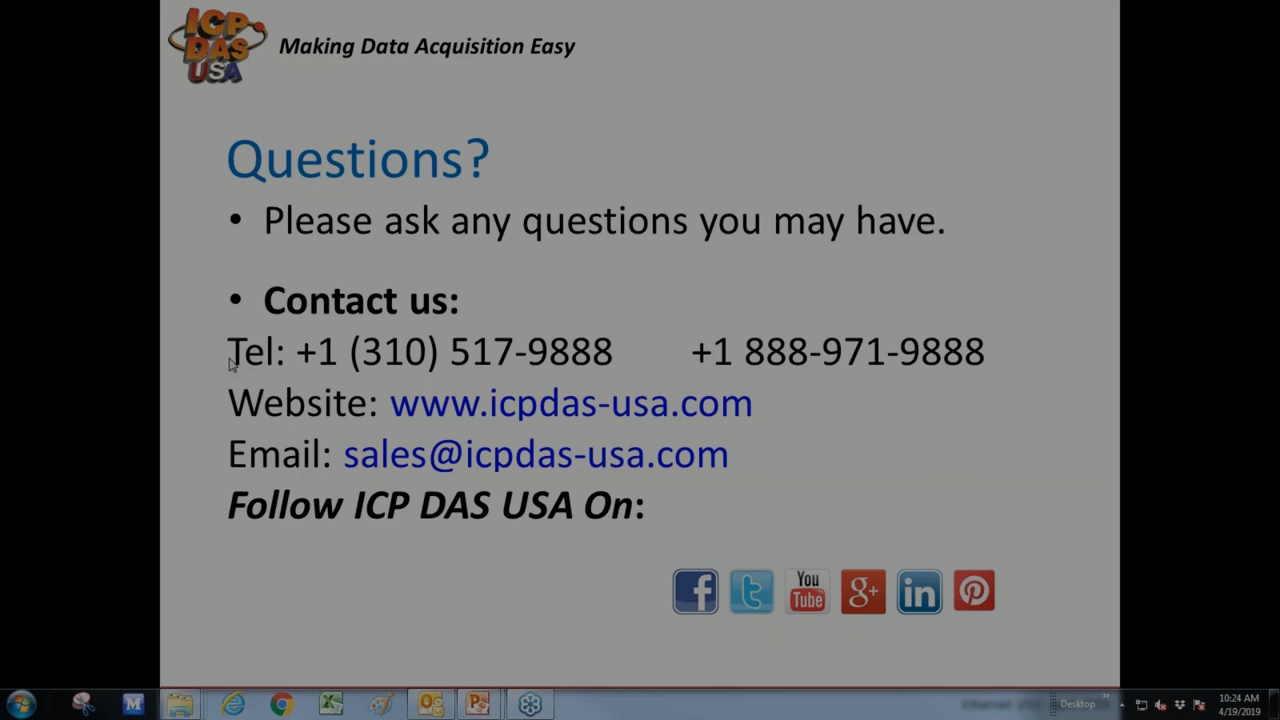 ICP
DAS
USA
Making Data Acquisition Easy
Questions?
• Please ask any questions you may have.
• Contact us:
Tel: +1 (310) 517-9888 +1 888-971-9888
Website: www.icpdas-usa.com
Email: sales@icpdas-usa.com
Follow ICP DAS USA On:
You
Tube
Desktop
10:24 AM
4/19/2019